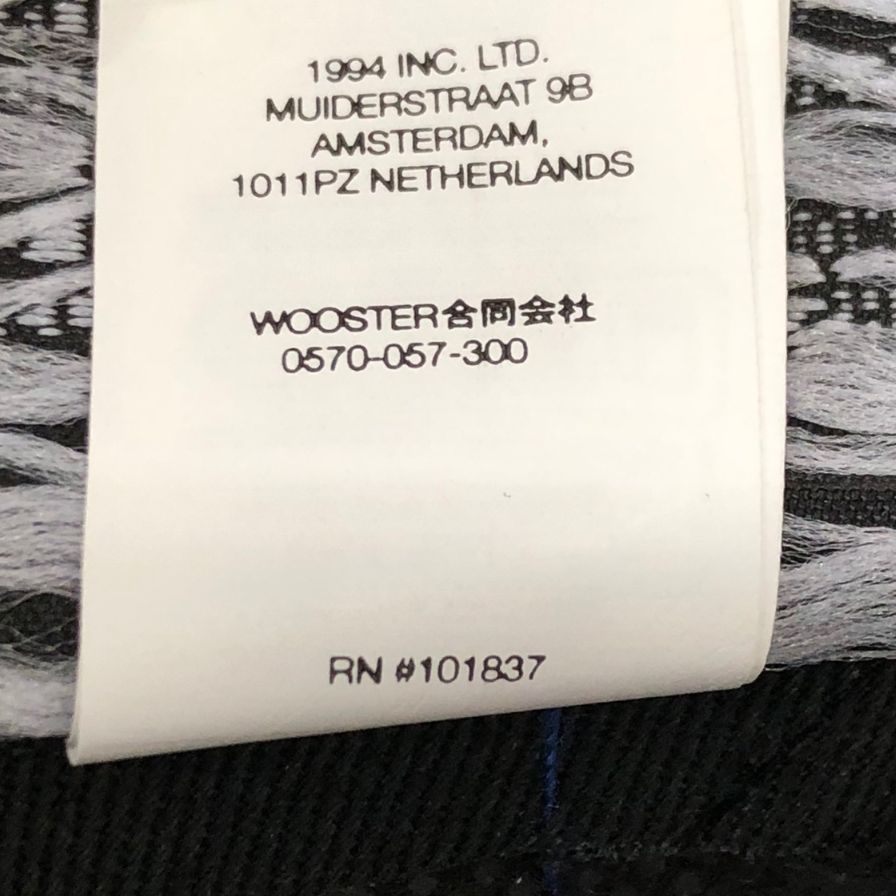 1994 INC. LTD.
MUIDERSTRAAT 9B
AMSTERDAM,
1011PZ NETHERLANDS
WOOSTER合同会社
0570-057-300
RN #101837